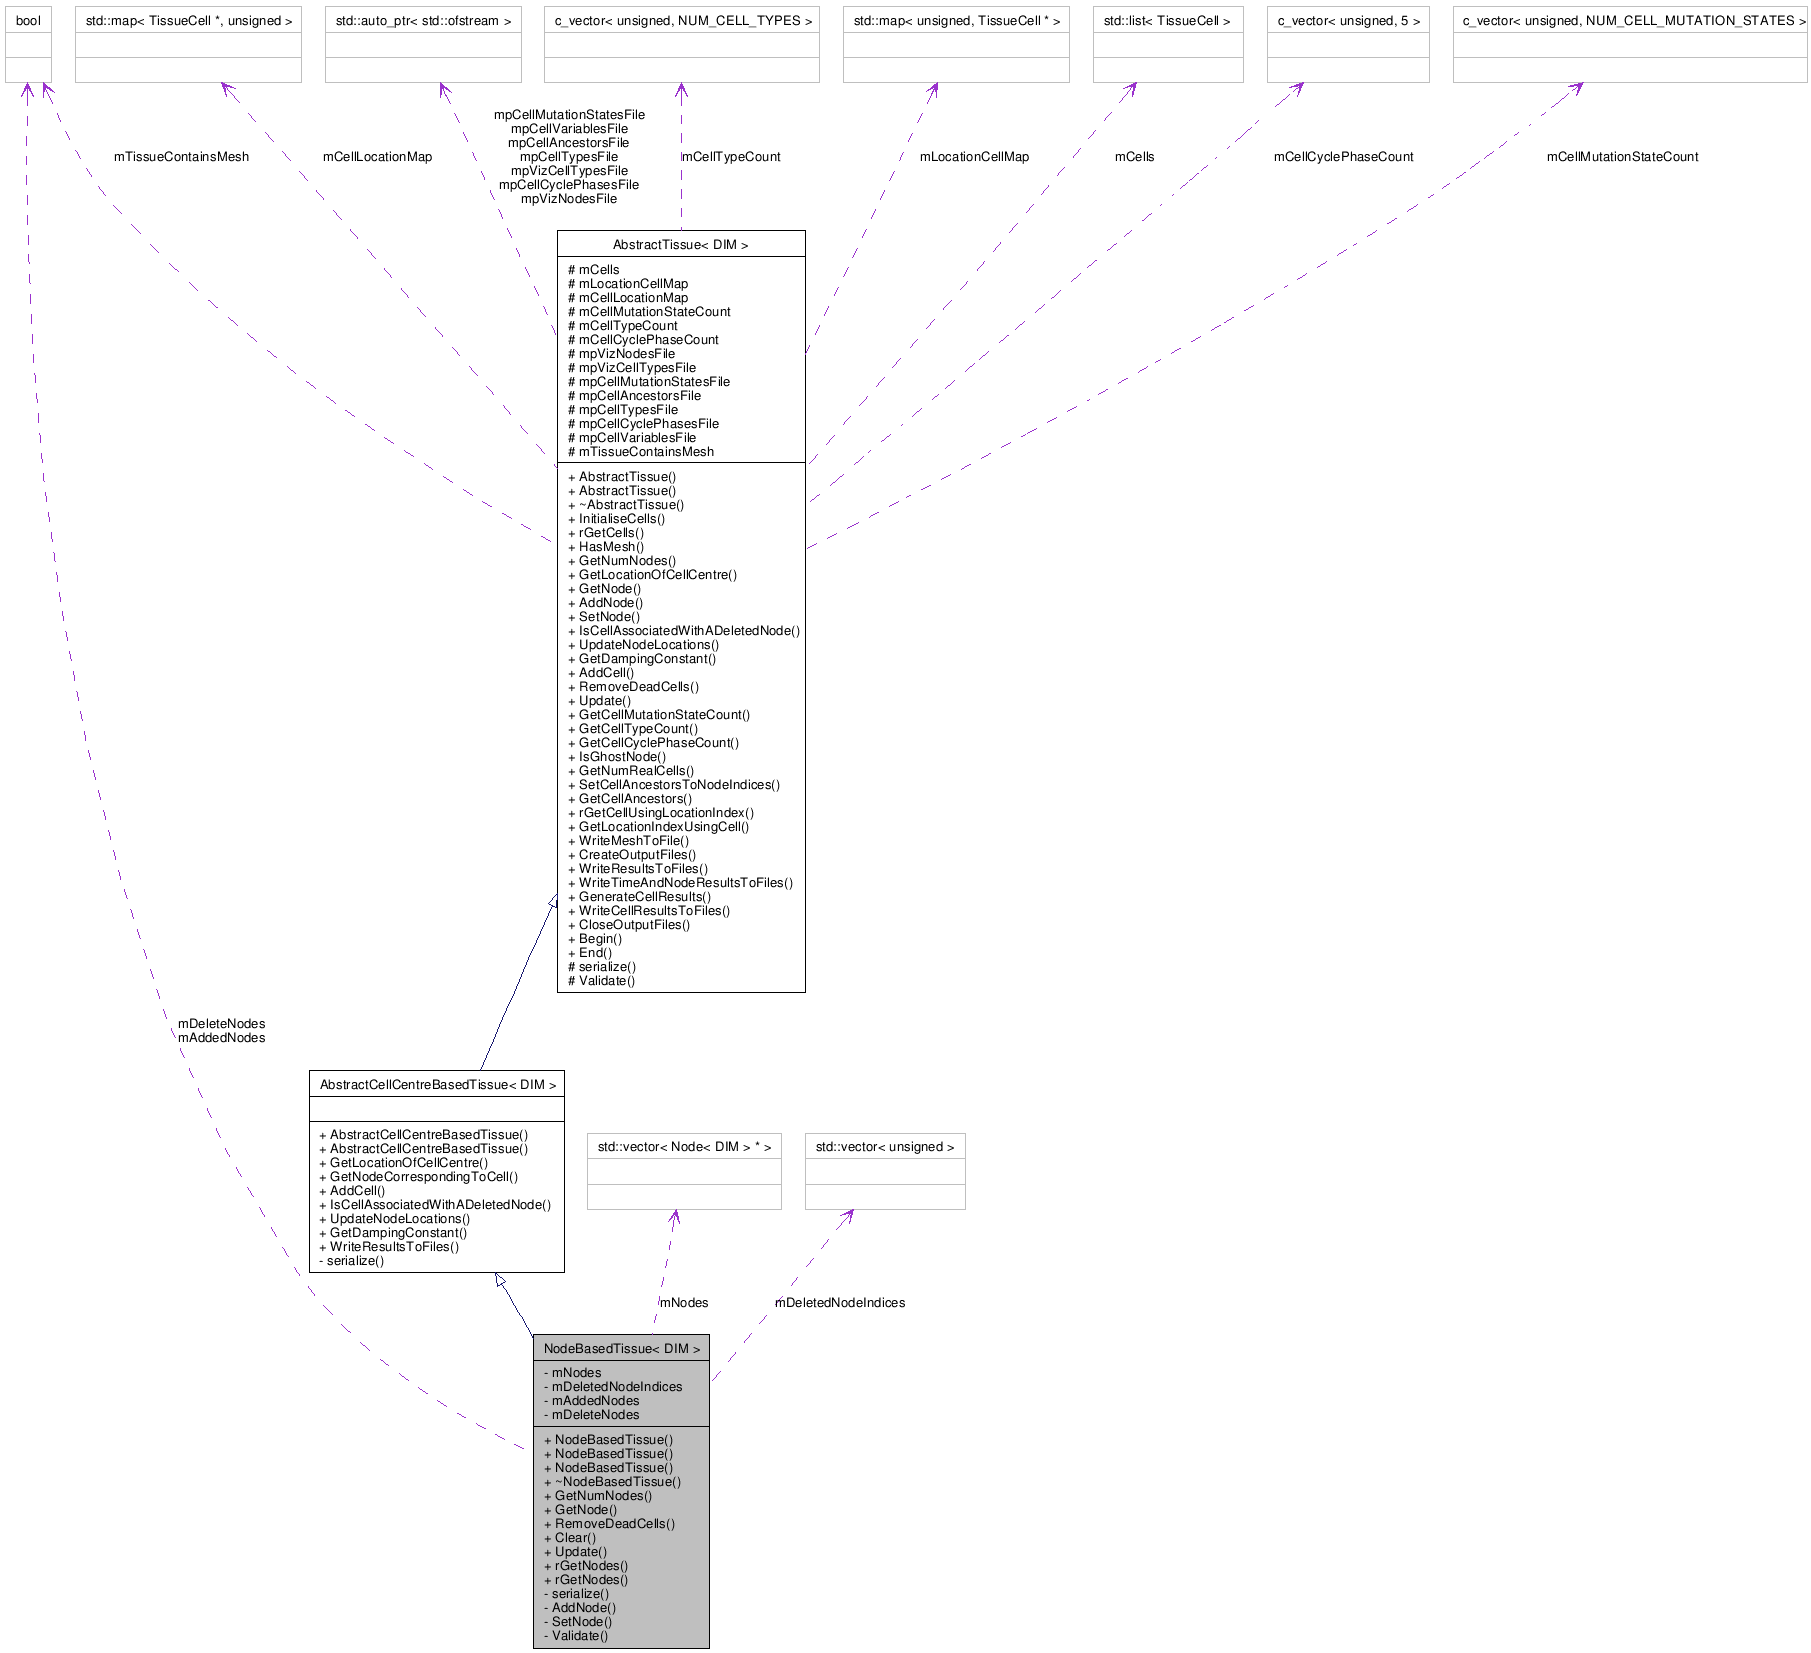 bool
std::map< TissueCell *, unsigned >
std::auto_ptr< std::ofstream >
c_vector< unsigned, NUM_CELL_TYPES >
std::map< unsigned, TissueCell * >
std::list< TissueCell >
c_vector< unsigned, 5 >
c_vector< unsigned, NUM_CELL_MUTATION_STATES >
mTissueContainsMesh
mCellLocationMap
mpCellMutationStatesFile
mpCellVariablesFile
mpCellAncestorsFile
mpCellTypesFile
mpVizCellTypesFile
mpCellCyclePhasesFile
mpVizNodesFile
mCellTypeCount
mLocationCellMap
mCells
mCellCyclePhaseCount
mCellMutationStateCount
AbstractTissue< DIM >
# mCells
# mLocationCellMap
# mCellLocationMap
# mCellMutationStateCount
# mCellTypeCount
# mCellCyclePhaseCount
# mpVizNodesFile
# mpVizCellTypesFile
# mpCellMutationStatesFile
# mpCellAncestorsFile
# mpCellTypesFile
# mpCellCyclePhasesFile
# mpCellVariablesFile
# mTissueContainsMesh
+ AbstractTissue()
+ AbstractTissue()
+ ~AbstractTissue()
+ InitialiseCells()
+ rGetCells()
+ HasMesh()
+ GetNumNodes()
+ GetLocationOfCellCentre()
+ GetNode()
+ AddNode()
+ SetNode()
+ IsCellAssociatedWithADeletedNode()
+ UpdateNodeLocations()
+ GetDampingConstant()
+ AddCell()
+ RemoveDeadCells()
+ Update()
+ GetCellMutationStateCount()
+ GetCellTypeCount()
+ GetCellCyclePhaseCount()
+ IsGhostNode()
+ GetNumRealCells()
+ SetCellAncestorsToNodeIndices()
+ GetCellAncestors()
+ rGetCellUsingLocationIndex()
+ GetLocationIndexUsingCell()
+ WriteMeshToFile()
+ CreateOutputFiles()
+ WriteResultsToFiles()
+ WriteTimeAndNodeResultsToFiles()
+ GenerateCellResults()
+ WriteCellResultsToFiles()
+ CloseOutputFiles()
+ Begin()
+ End()
# serialize()
# Validate()
mDeleteNodes
mAddedNodes
AbstractCellCentreBasedTissue< DIM >
+ AbstractCellCentreBasedTissue()
+ AbstractCellCentreBasedTissue()
+ GetLocationOfCellCentre()
+ GetNodeCorrespondingToCell()
+ AddCell()
+ IsCellAssociatedWithADeletedNode()
+ UpdateNodeLocations()
+ GetDampingConstant()
+ WriteResultsToFiles()
- serialize()
std::vector< Node< DIM > * >
std::vector< unsigned >
mNodes
mDeletedNodeIndices
NodeBasedTissue< DIM >
- mNodes
- mDeletedNodeIndices
- mAddedNodes
- mDeleteNodes
+ NodeBasedTissue()
+ NodeBasedTissue()
+ NodeBasedTissue()
+ ~NodeBasedTissue()
+ GetNumNodes()
+ GetNode()
+ RemoveDeadCells()
+ Clear()
+ Update()
+ rGetNodes()
+ rGetNodes()
- serialize()
- AddNode()
- SetNode()
- Validate()